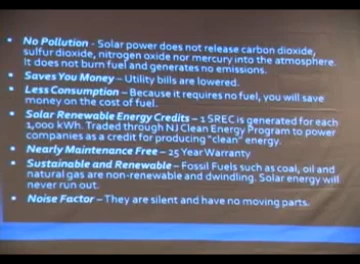 • No Pollution - Solar power does not release carbon dioxide,
sulfur dioxide, nitrogen oxide nor mercury into the atmosphere.
It does not burn fuel and generates no emissions.
• Saves You Money – Utility bills are lowered.
• Less Consumption – Because it requires no fuel, you will save
money on the cost of fuel.
• Solar Renewable Energy Credits – 1 SREC is generated for each
1,000 kWh. Traded through NJ Clean Energy Program to power
companies as a credit for producing "clean" energy.
• Nearly Maintenance Free – 25 Year Warranty
• Sustainable and Renewable – Fossil Fuels such as coal, oil and
natural gas are non-renewable and dwindling. Solar energy will
never run out.
• Noise Factor – They are silent and have no moving parts.